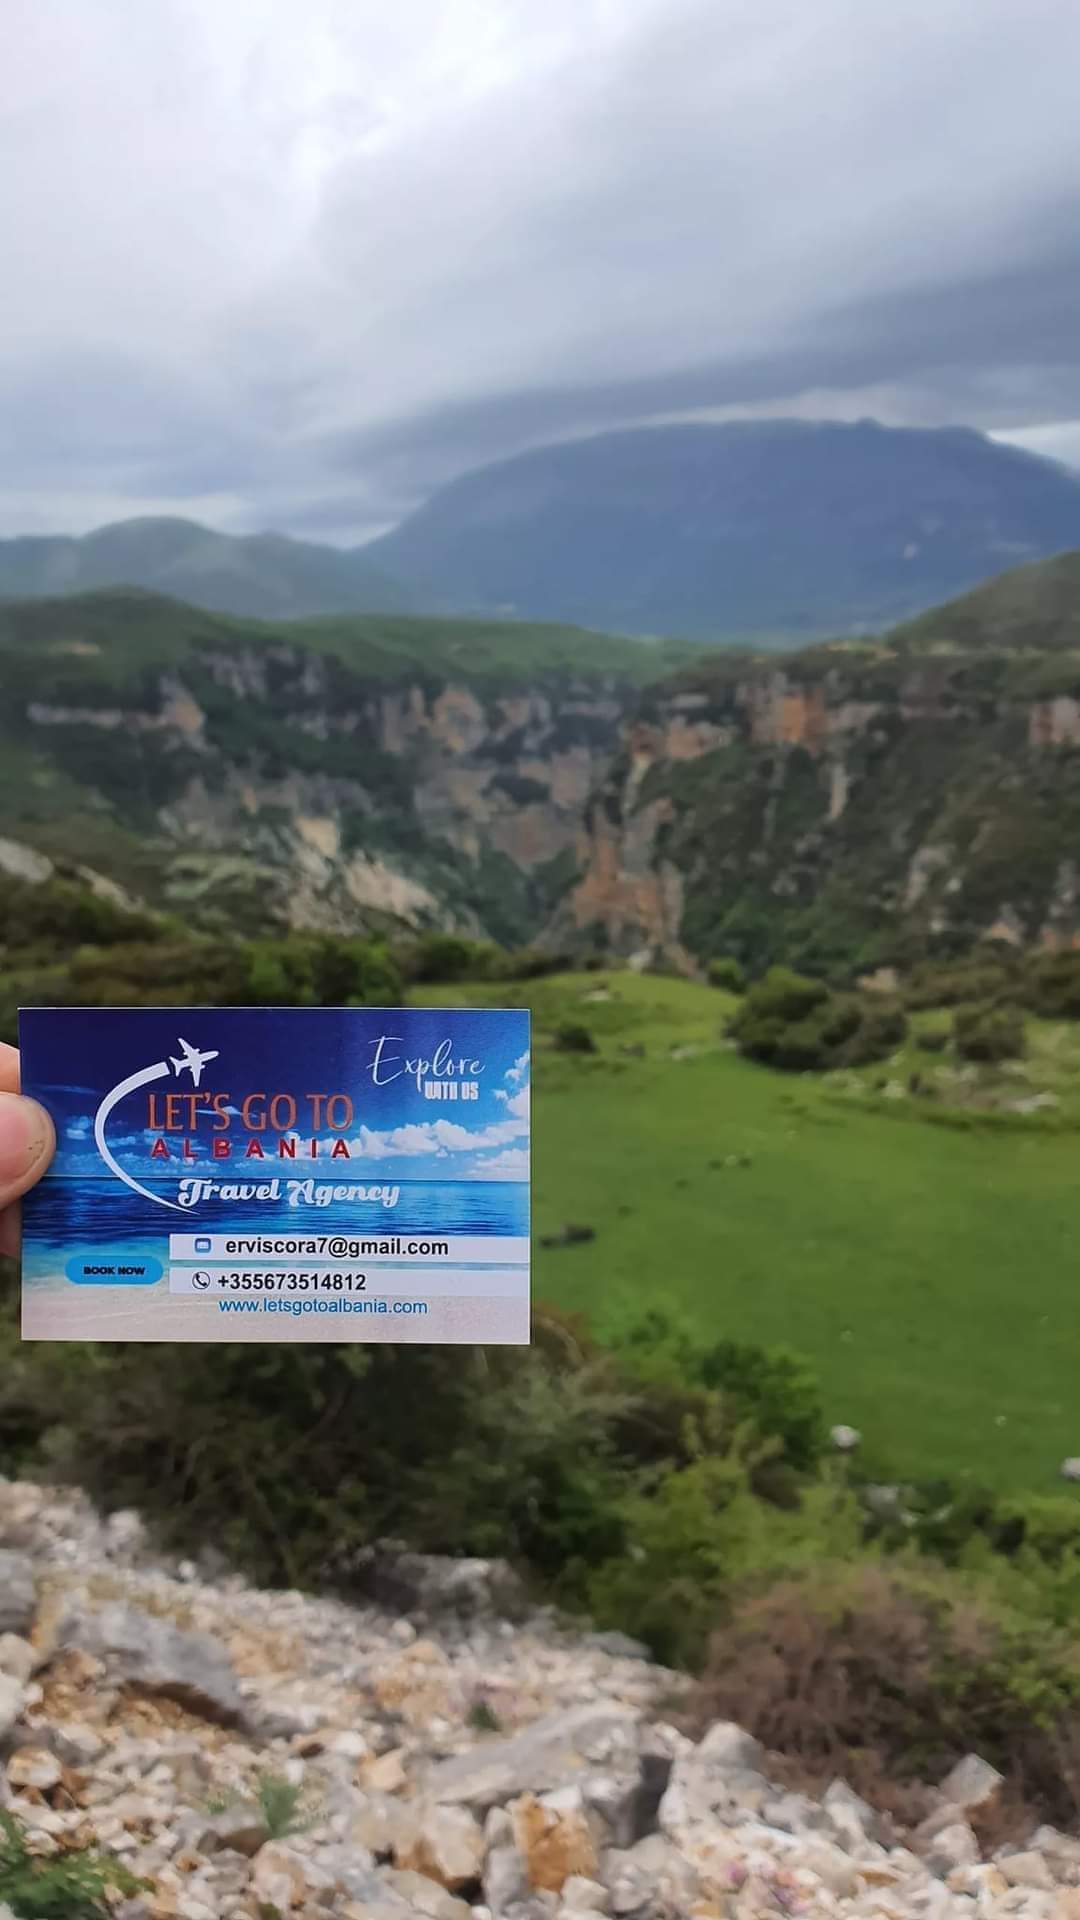 Explore
WITH US
LET'S GO TO
ALBANIA
Travel Agency
erviscora7@gmail.com
BOOK NOW
+355673514812
www.letsgotoalbania.com